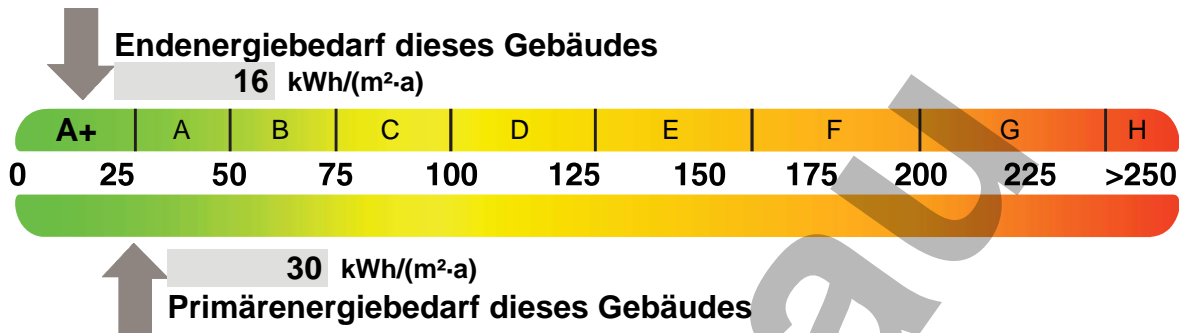 Endenergiebedarf dieses Gebäudes
16 kWh/(m²·a)
A+ A B C D E F G H
0 25 50 75 100 125 150 175 200 225 >250
30 kWh/(m²·a)
Primärenergiebedarf dieses Gebäudes